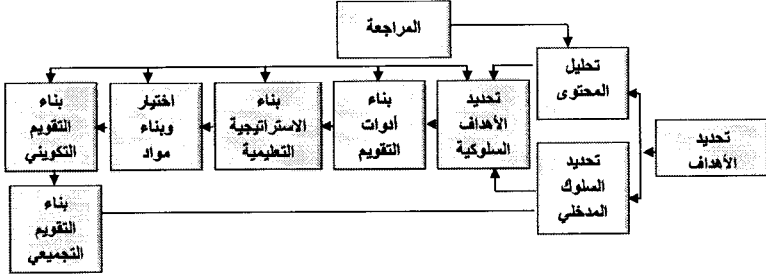 المراجعة
تحليل
المحتوى
تحديد
الأهداف
تحديد
السلوك
المدخلي
تحديد
الأهداف
السلوكية
بناء
أدوات
التقويم
بناء
الاستراتيجية
التعليمية
اختيار
وبناء
مواد
بناء
التقويم
التكويني
بناء
التقويم
التجميعي